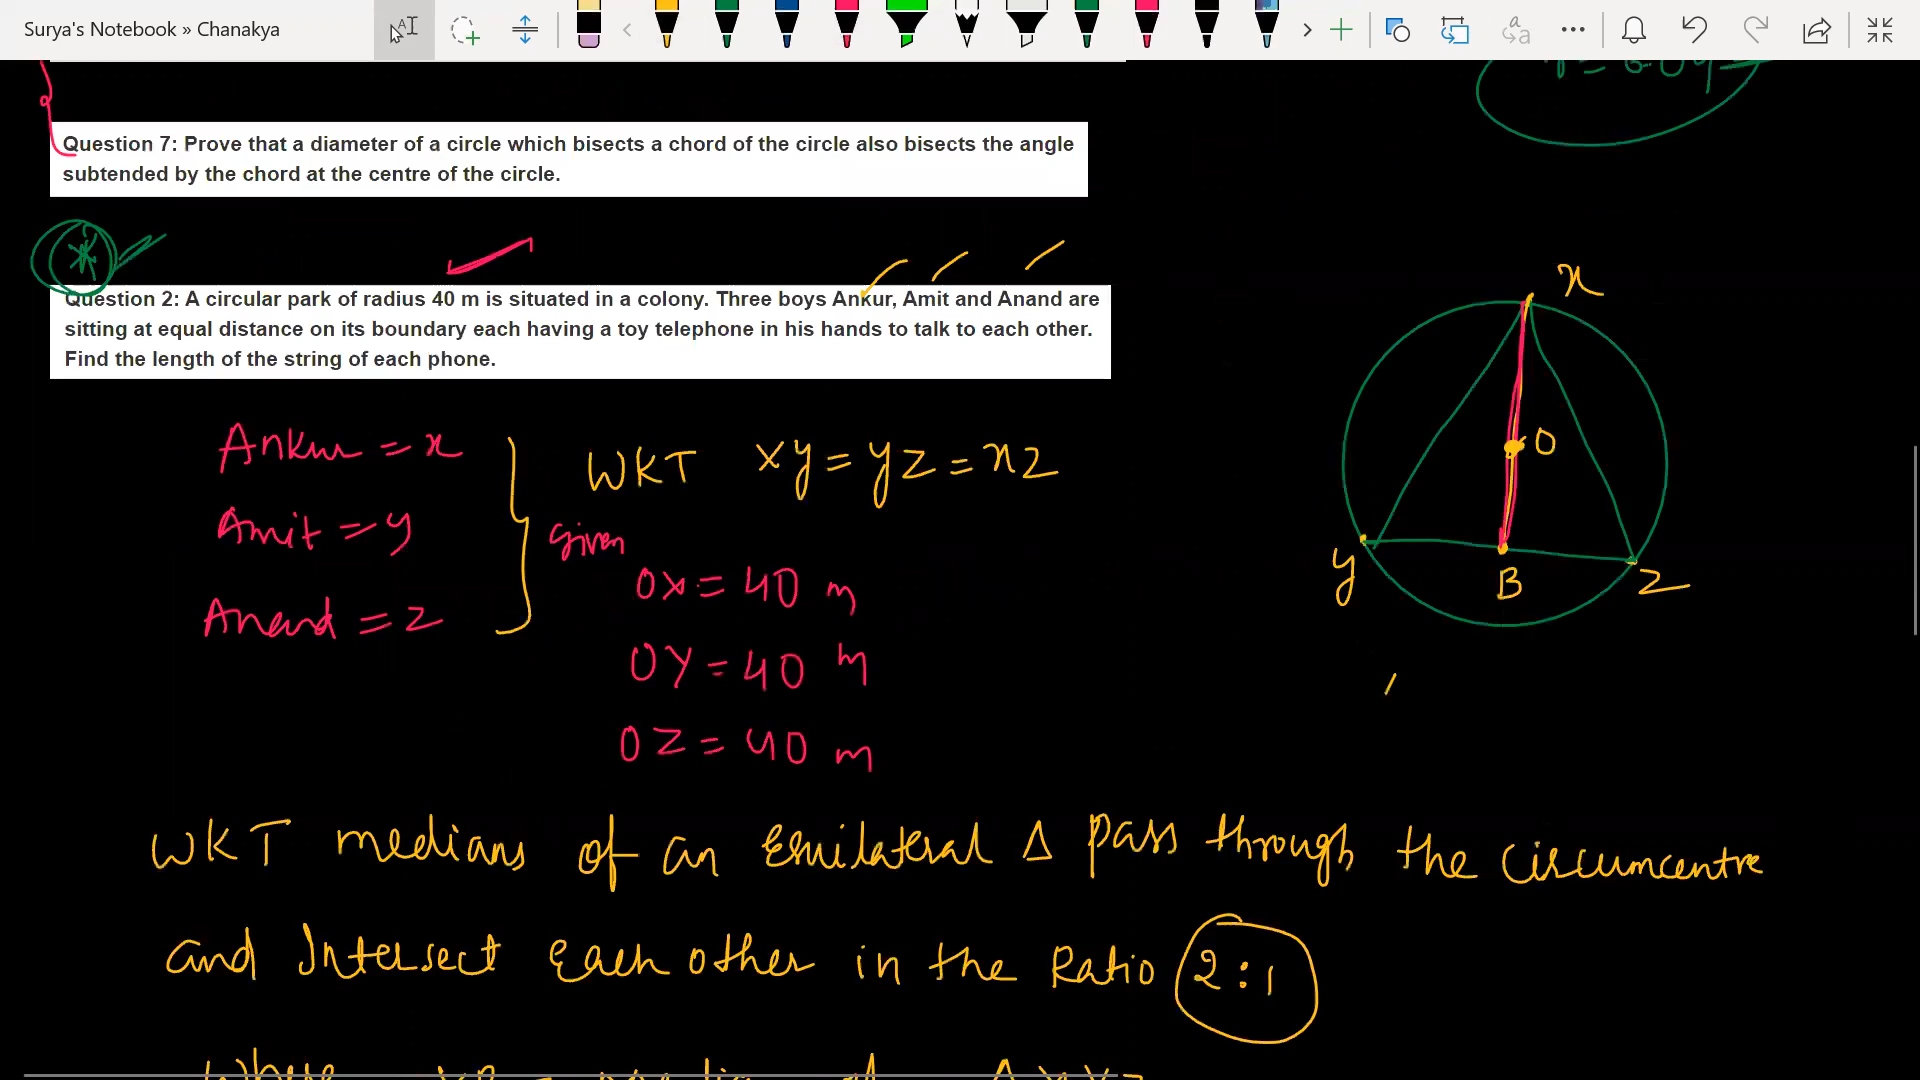 Surya's Notebook » Chanakya
Question 7: Prove that a diameter of a circle which bisects a chord of the circle also bisects the angle
subtended by the chord at the centre of the circle.
Question 2: A circular park of radius 40 m is situated in a colony. Three boys Ankur, Amit and Anand are
sitting at equal distance on its boundary each having a toy telephone in his hands to talk to each other.
Find the length of the string of each phone.
x
O
y
B
z
Ankur = x
Amit = y
Anand = z
WKT xy = yz = xz
Given
OX = 40 m
OY = 40 m
OZ = 40 m
WKT medians of an Equilateral Δ pass through the circumcentre
and Intersect Each other in the Ratio 2:1